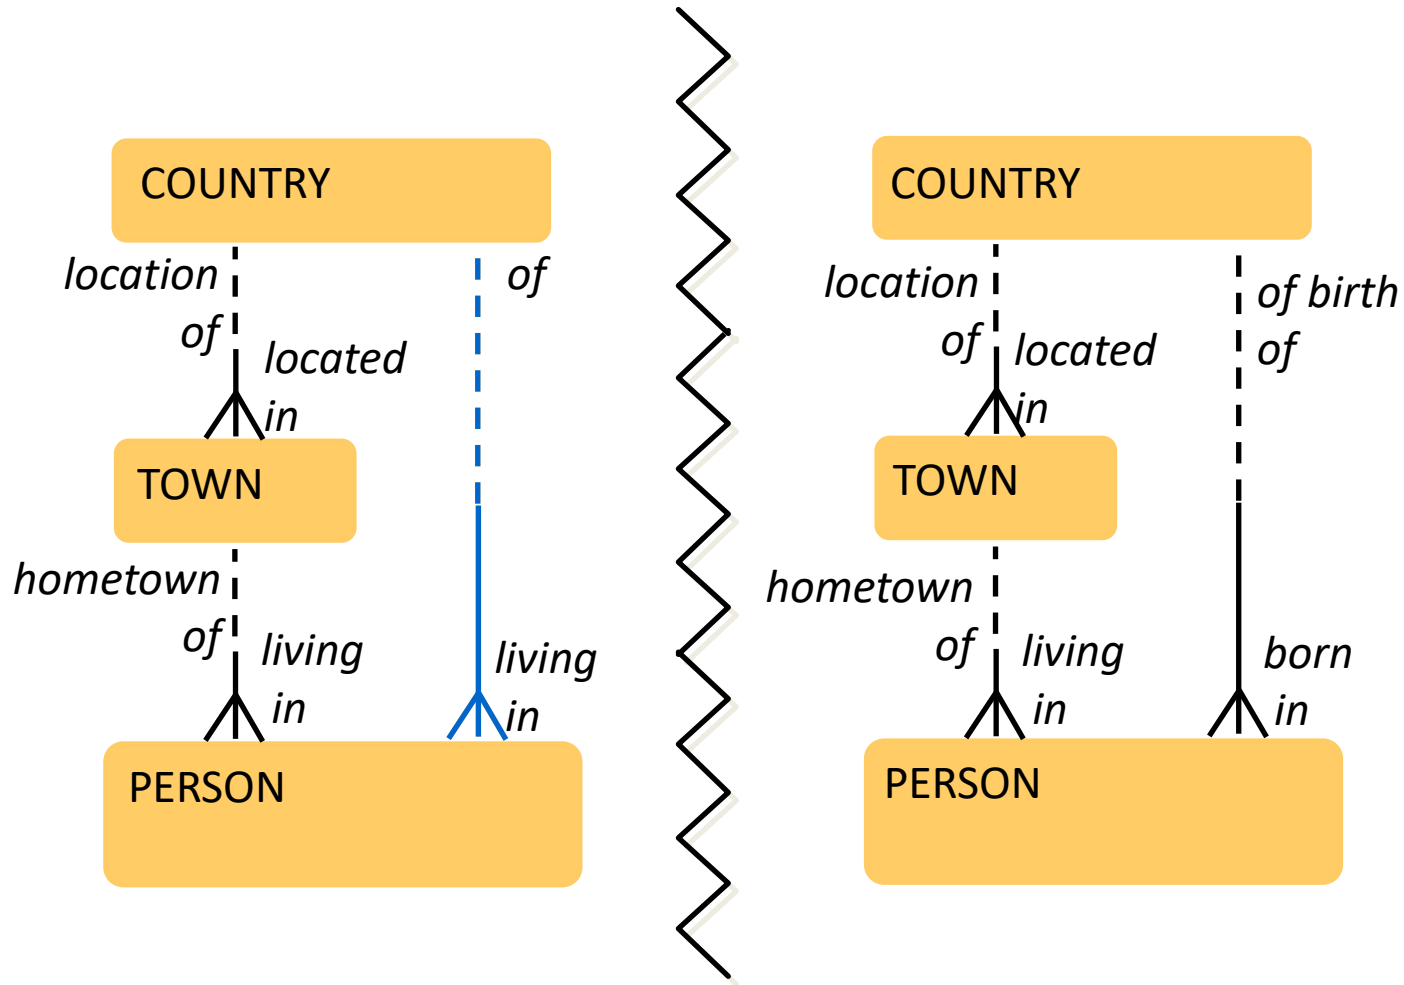 COUNTRY
location
of
of
located
in
TOWN
hometown
of
living
in
living
in
PERSON
COUNTRY
location
of
of birth
of
located
in
TOWN
hometown
of
living
in
born
in
PERSON